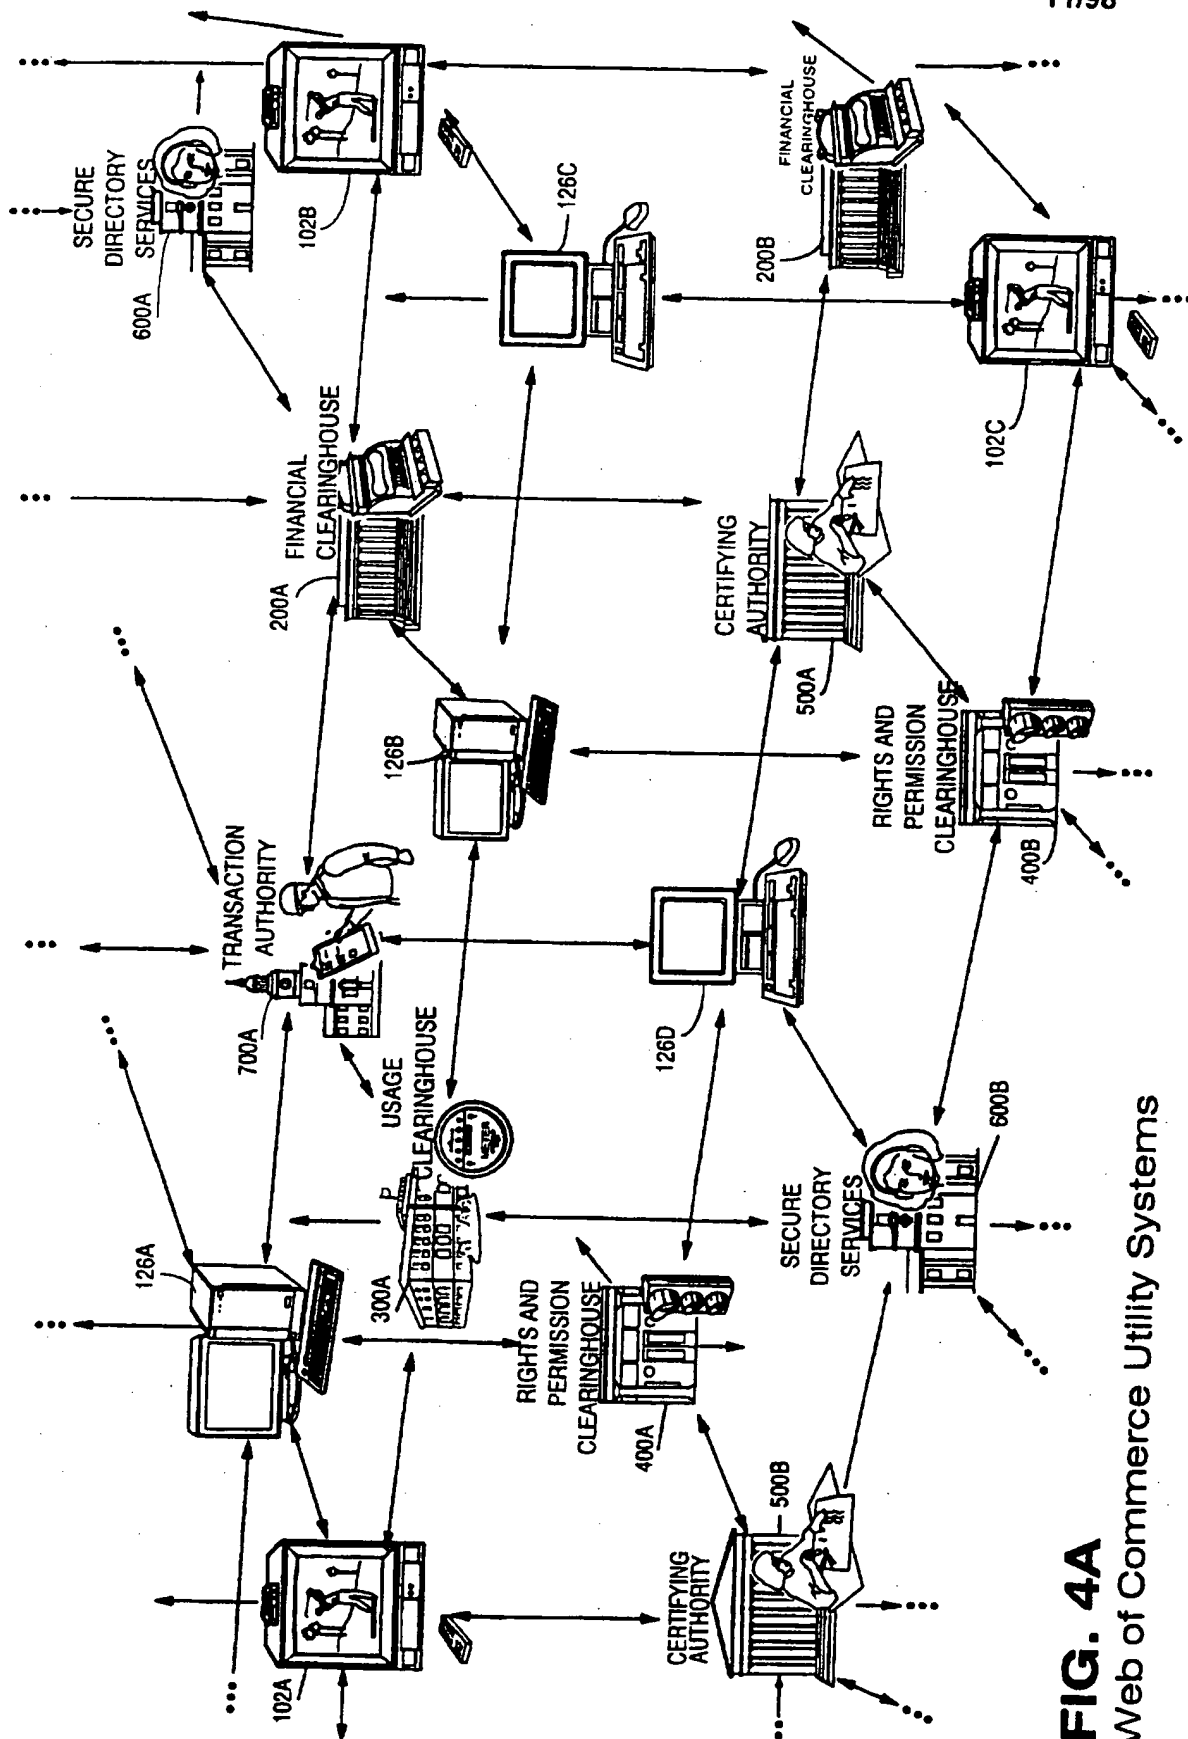 SECURE
DIRECTORY
SERVICES
600A
126A
TRANSACTION
AUTHORITY
700A
FINANCIAL
CLEARINGHOUSE
200A
102A
102B
USAGE
CLEARINGHOUSE
METER
300A
126B
126C
RIGHTS AND
PERMISSION
CLEARINGHOUSE
400A
126D
CERTIFYING
AUTHORITY
500B
CERTIFYING
AUTHORITY
500A
FINANCIAL
CLEARINGHOUSE
200B
SECURE
DIRECTORY
SERVICES
600B
RIGHTS AND
PERMISSION
CLEARINGHOUSE
400B
102C
FIG. 4A
Web of Commerce Utility Systems